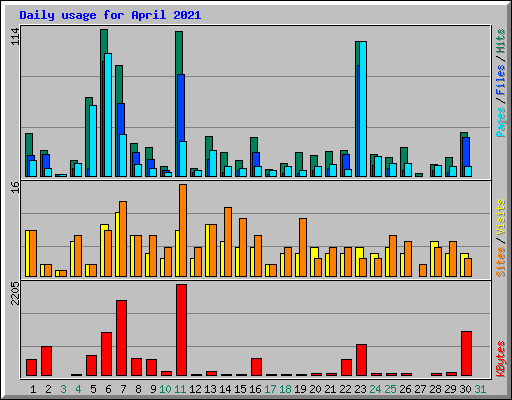 Daily usage for April 2021
114
Pages / Files / Hits
16
Sites / Visits
2205
KBytes
1 2 3 4 5 6 7 8 9 10 11 12 13 14 15 16 17 18 19 20 21 22 23 24 25 26 27 28 29 30 31